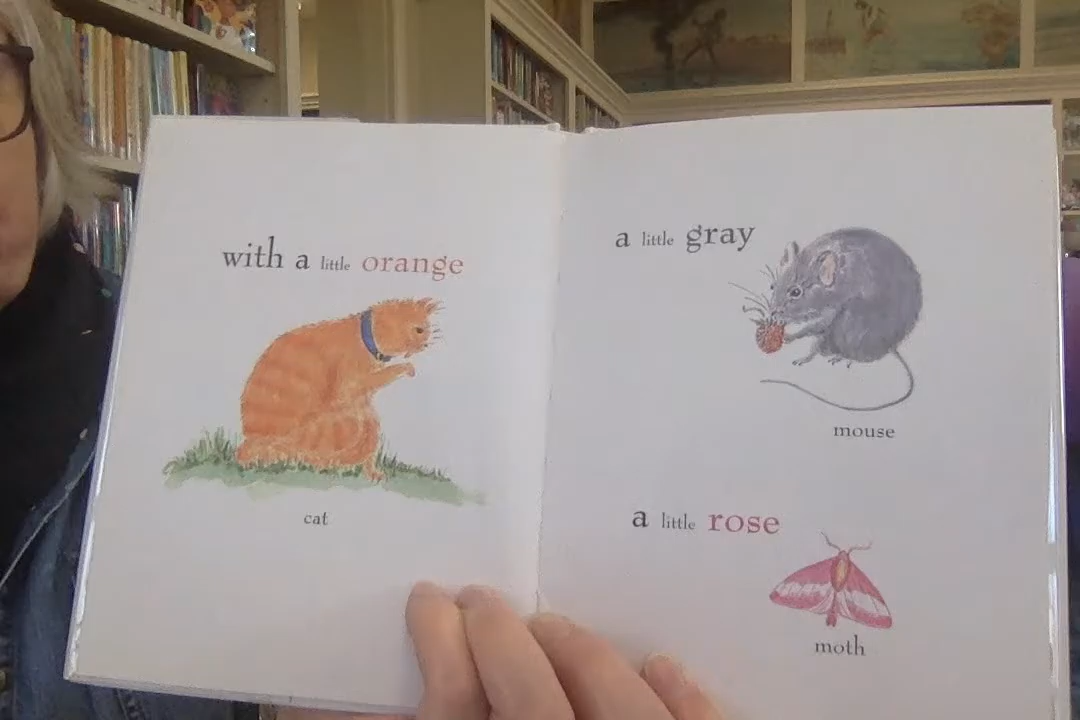 with a little orange
cat
a little gray
mouse
a little rose
moth